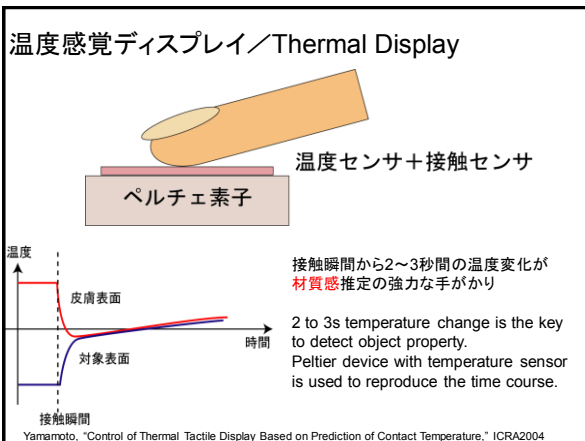 温度感覚ディスプレイ／Thermal Display
温度センサ＋接触センサ
ペルチェ素子
温度
皮膚表面
対象表面
時間
接触瞬間
接触瞬間から2～3秒間の温度変化が
材質感推定の強力な手がかり
2 to 3s temperature change is the key
to detect object property.
Peltier device with temperature sensor
is used to reproduce the time course.
Yamamoto, "Control of Thermal Tactile Display Based on Prediction of Contact Temperature," ICRA2004